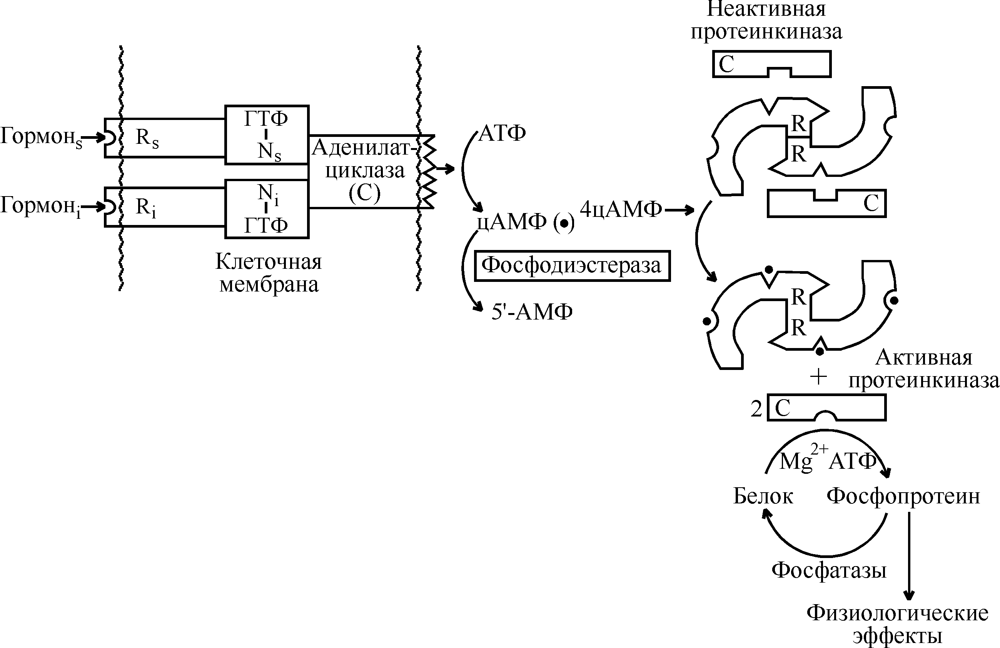 Неактивная
протеинкиназа
C
R
R
C
Гормонs
Rs
ГТФ
Ns
Аденилат-
циклаза
(C)
Гормонi
Ri
Ni
ГТФ
Клеточная
мембрана
АТФ
цАМФ (•)
4цАМФ
Фосфодиэстераза
5'-АМФ
R
R
Активная
протеинкиназа
+
2 C
Mg2+АТФ
Белок
Фосфопротеин
Фосфатазы
Физиологические
эффекты